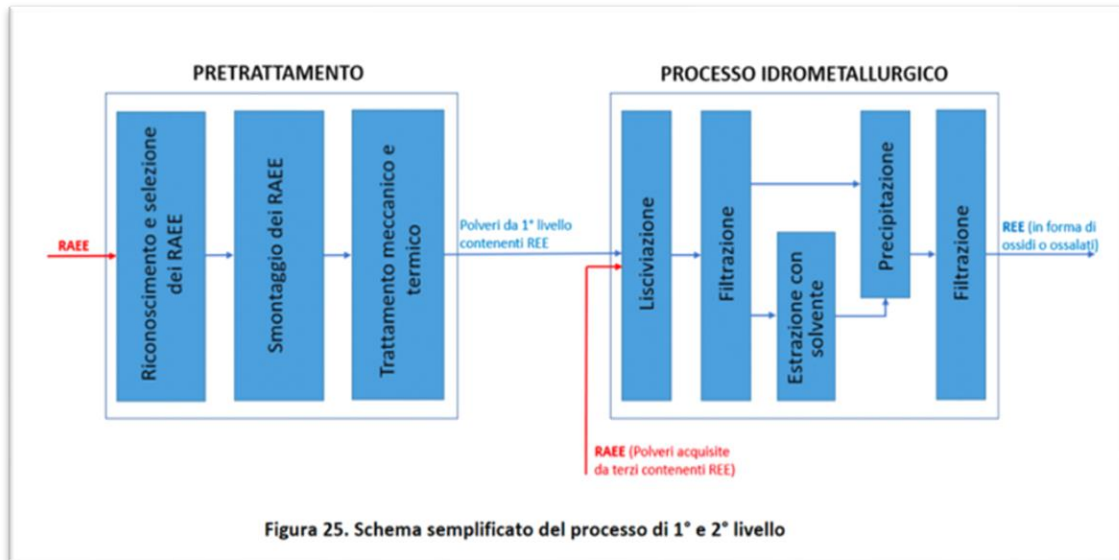 PRETRATTAMENTO
PROCESSO IDROMETALLURGICO
RAEE
Riconoscimento e selezione
dei RAEE
Smontaggio dei RAEE
Trattamento meccanico e
termico
Polveri da 1° livello
contenenti REE
Lisciviazione
Filtrazione
Estrazione con
solvente
Precipitazione
Filtrazione
REE (in forma di
ossidi o ossalati)
RAEE (Polveri acquisite
da terzi contenenti REE)
Figura 25. Schema semplificato del processo di 1° e 2° livello